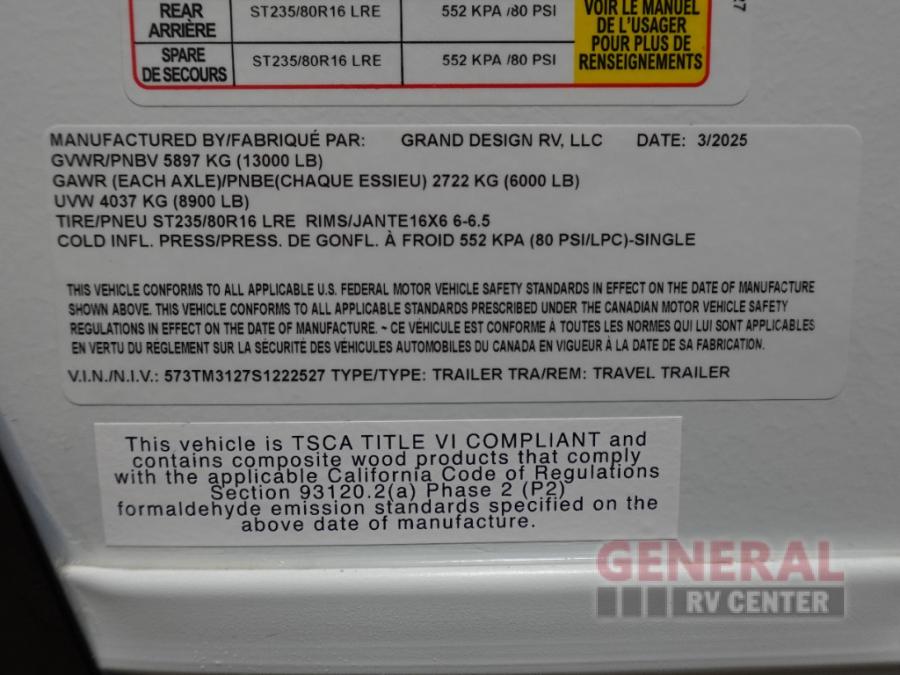 REAR
ARRIÈRE
ST235/80R16 LRE
552 KPA /80 PSI
SPARE
DE SECOURS
ST235/80R16 LRE
552 KPA /80 PSI
VOIR LE MANUEL
DE L'USAGER
POUR PLUS DE
RENSEIGNEMENTS
MANUFACTURED BY/FABRIQUÉ PAR: GRAND DESIGN RV, LLC DATE: 3/2025
GVWR/PNBV 5897 KG (13000 LB)
GAWR (EACH AXLE)/PNBE(CHAQUE ESSIEU) 2722 KG (6000 LB)
UVW 4037 KG (8900 LB)
TIRE/PNEU ST235/80R16 LRE RIMS/JANTE16X6 6-6.5
COLD INFL. PRESS/PRESS. DE GONFL. À FROID 552 KPA (80 PSI/LPC)-SINGLE
THIS VEHICLE CONFORMS TO ALL APPLICABLE U.S. FEDERAL MOTOR VEHICLE SAFETY STANDARDS IN EFFECT ON THE DATE OF MANUFACTURE
SHOWN ABOVE. THIS VEHICLE CONFORMS TO ALL APPLICABLE STANDARDS PRESCRIBED UNDER THE CANADIAN MOTOR VEHICLE SAFETY
REGULATIONS IN EFFECT ON THE DATE OF MANUFACTURE. ~ CE VÉHICULE EST CONFORME À TOUTES LES NORMES QUI LUI SONT APPLICABLES
EN VERTU DU RÉGLEMENT SUR LA SÉCURITÉ DES VÉHICULES AUTOMOBILES DU CANADA EN VIGUEUR À LA DATE DE SA FABRICATION.
V.I.N./N.I.V.: 573TM3127S1222527 TYPE/TYPE: TRAILER TRA/REM: TRAVEL TRAILER
This vehicle is TSCA TITLE VI COMPLIANT and
contains composite wood products that comply
with the applicable California Code of Regulations
Section 93120.2(a) Phase 2 (P2)
formaldehyde emission standards specified on the
above date of manufacture.
GENERAL
RV CENTER